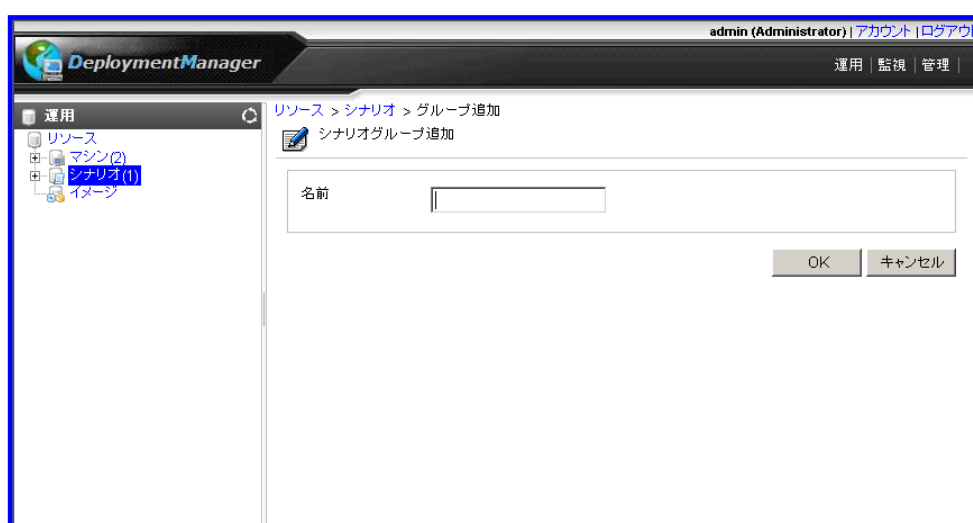 admin (Administrator) | アカウント | ログアウト
DeploymentManager
運用 | 監視 | 管理 |
運用
リソース
マシン(2)
シナリオ(1)
イメージ
リソース > シナリオ > グループ追加
シナリオグループ追加
名前
OK キャンセル